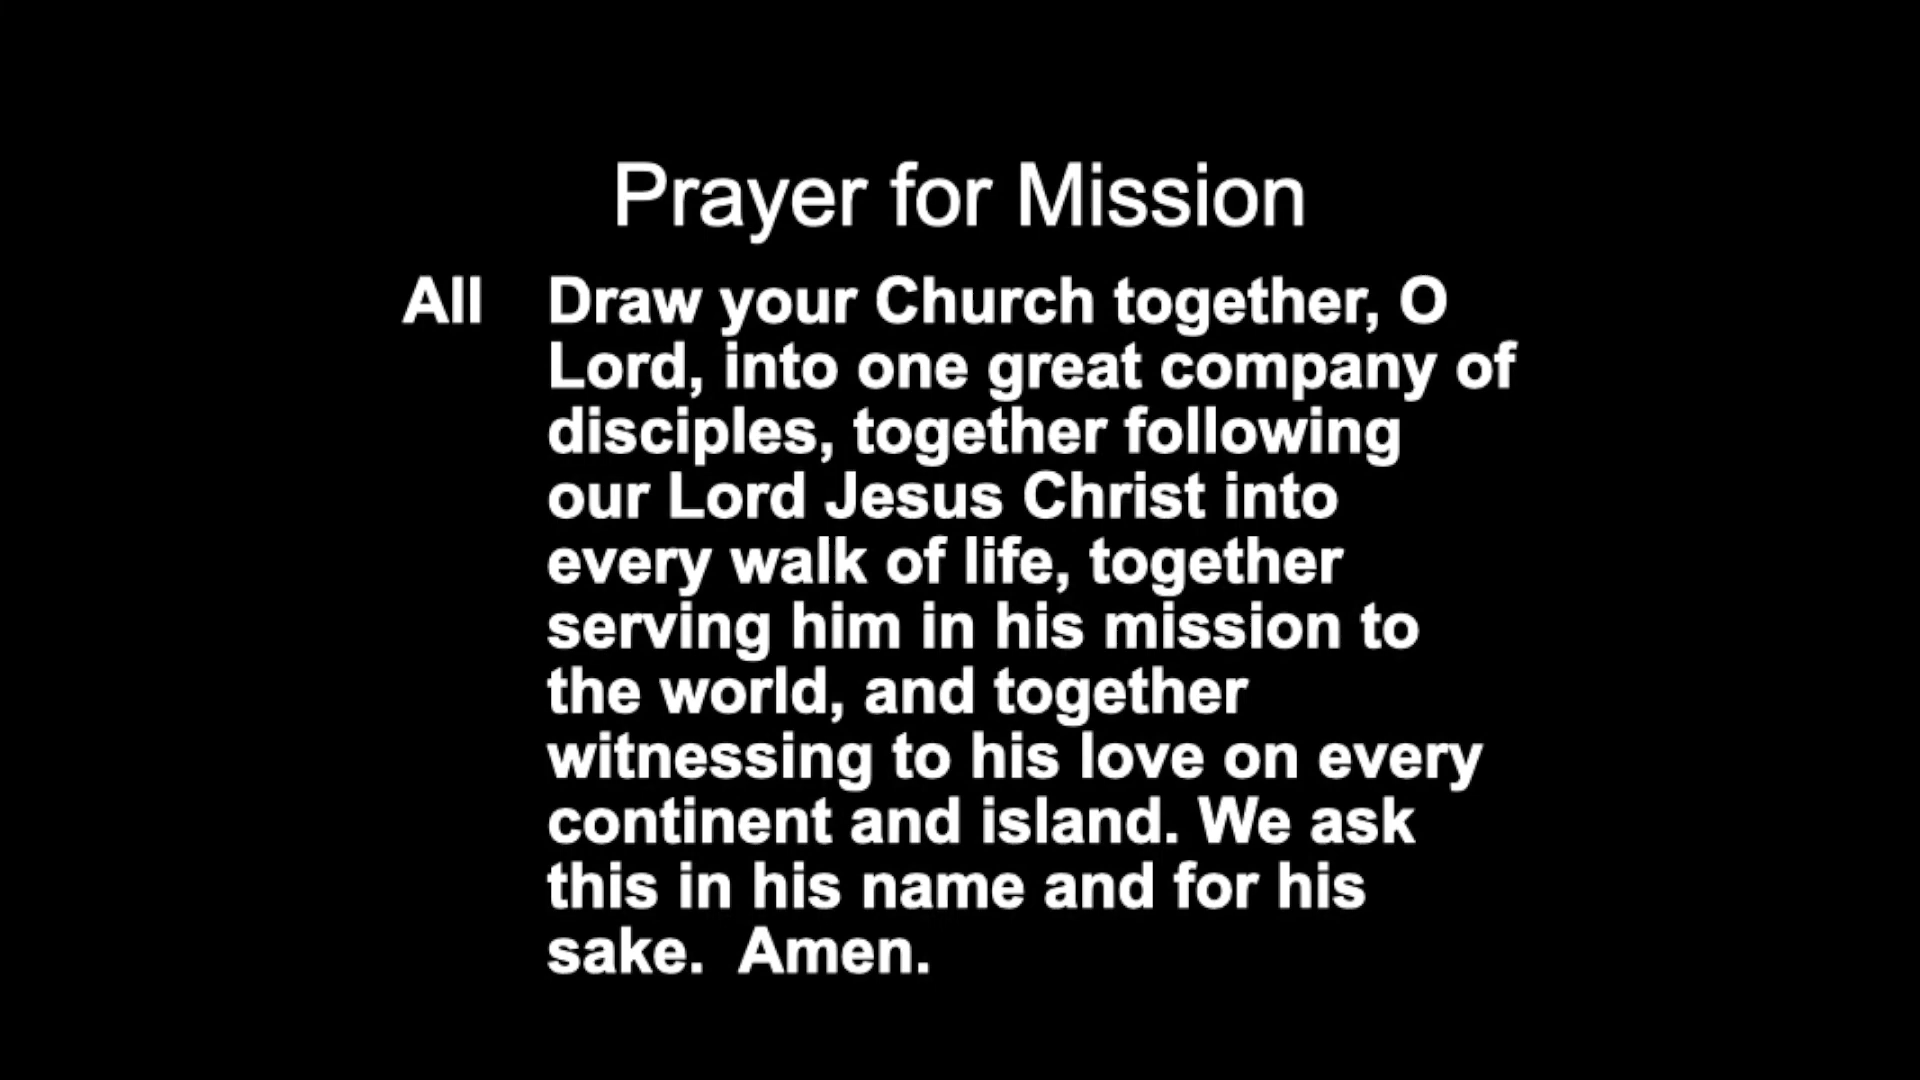 Prayer for Mission
All Draw your Church together, O
Lord, into one great company of
disciples, together following
our Lord Jesus Christ into
every walk of life, together
serving him in his mission to
the world, and together
witnessing to his love on every
continent and island. We ask
this in his name and for his
sake.  Amen.